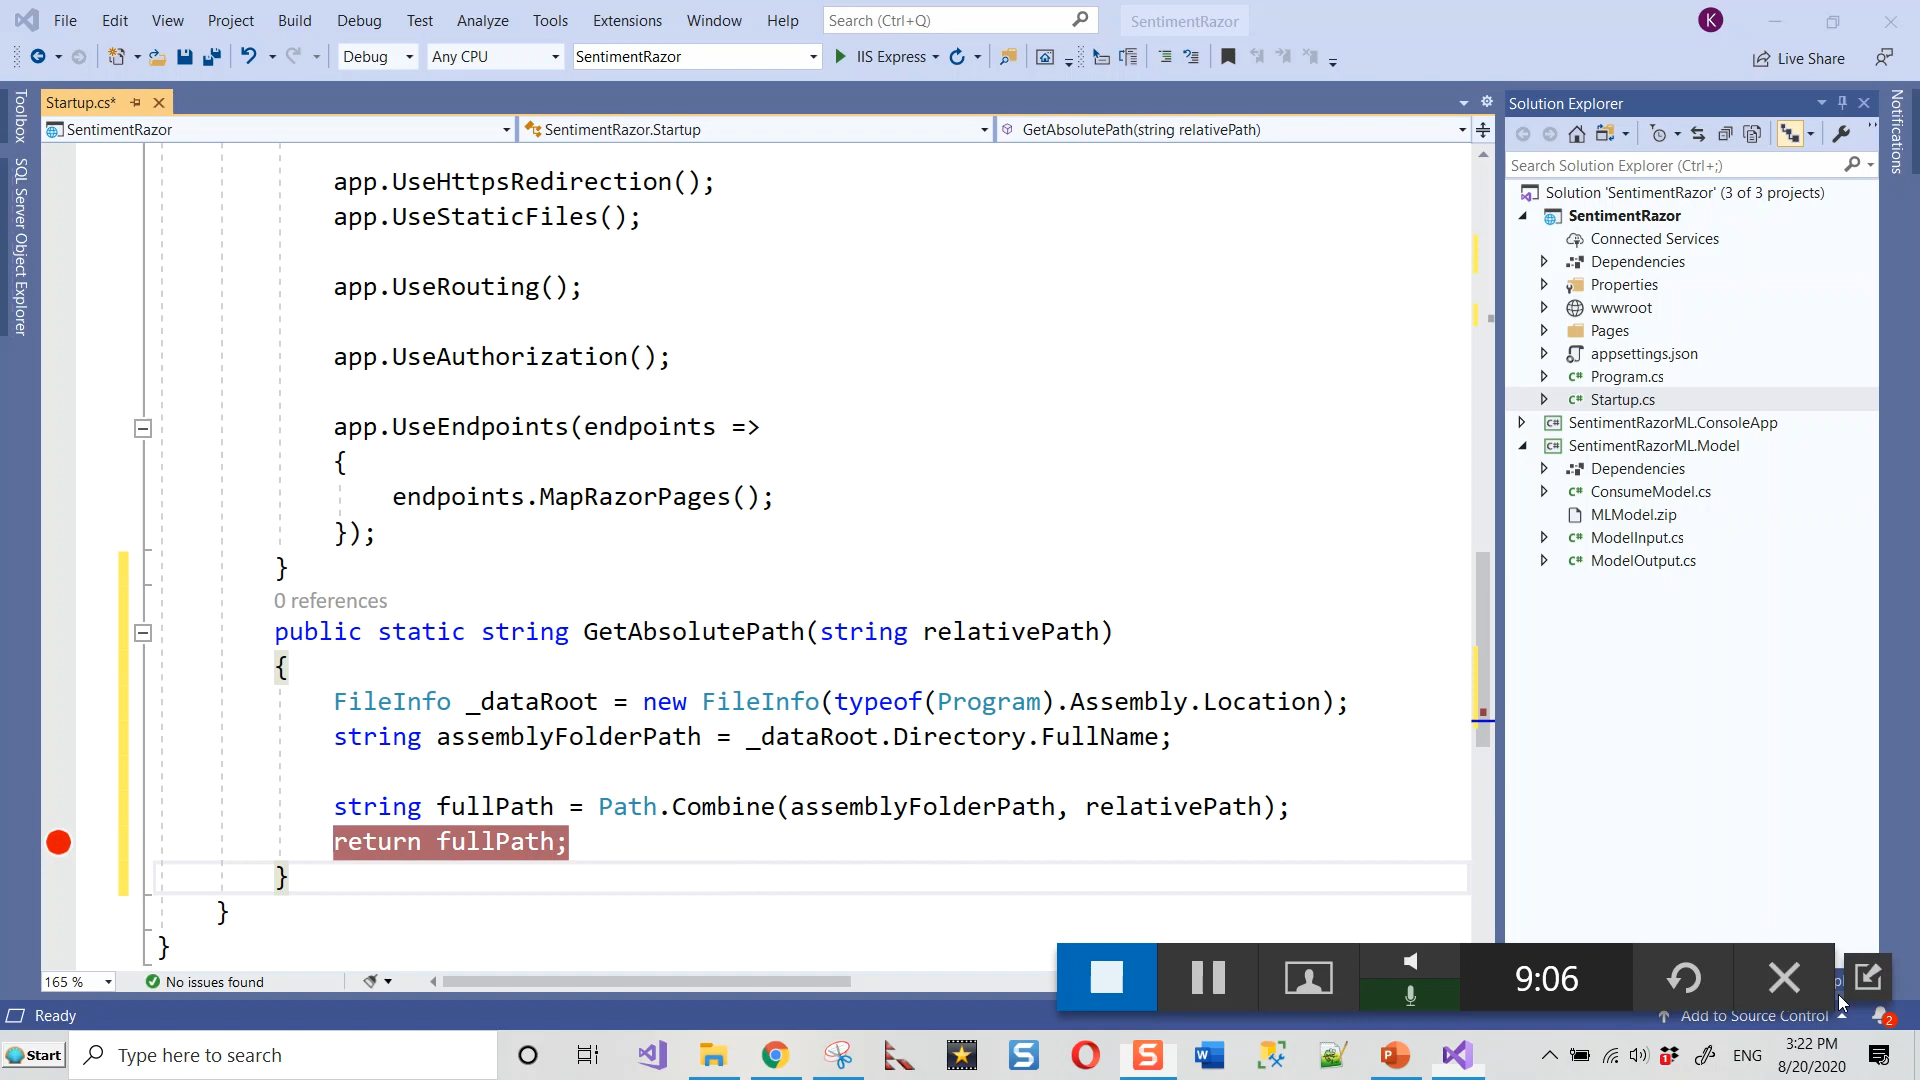 File Edit View Project Build Debug Test Analyze Tools Extensions Window Help Search (Ctrl+Q) SentimentRazor K
Debug Any CPU SentimentRazor IIS Express Live Share
Toolbox
SQL Server Object Explorer
Startup.cs*
SentimentRazor SentimentRazor.Startup GetAbsolutePath(string relativePath)
app.UseHttpsRedirection();
app.UseStaticFiles();
app.UseRouting();
app.UseAuthorization();
app.UseEndpoints(endpoints =>
{
endpoints.MapRazorPages();
});
}
0 references
public static string GetAbsolutePath(string relativePath)
{
FileInfo _dataRoot = new FileInfo(typeof(Program).Assembly.Location);
string assemblyFolderPath = _dataRoot.Directory.FullName;
string fullPath = Path.Combine(assemblyFolderPath, relativePath);
return fullPath;
}
}
}
165 % No issues found
Solution Explorer
Search Solution Explorer (Ctrl+;)
Solution 'SentimentRazor' (3 of 3 projects)
SentimentRazor
Connected Services
Dependencies
Properties
wwwroot
Pages
appsettings.json
C# Program.cs
C# Startup.cs
C# SentimentRazorML.ConsoleApp
C# SentimentRazorML.Model
Dependencies
C# ConsumeModel.cs
MLModel.zip
C# ModelInput.cs
C# ModelOutput.cs
Notifications
9:06
Ready Add to Source Control 2
Start Type here to search ENG
3:22 PM
8/20/2020